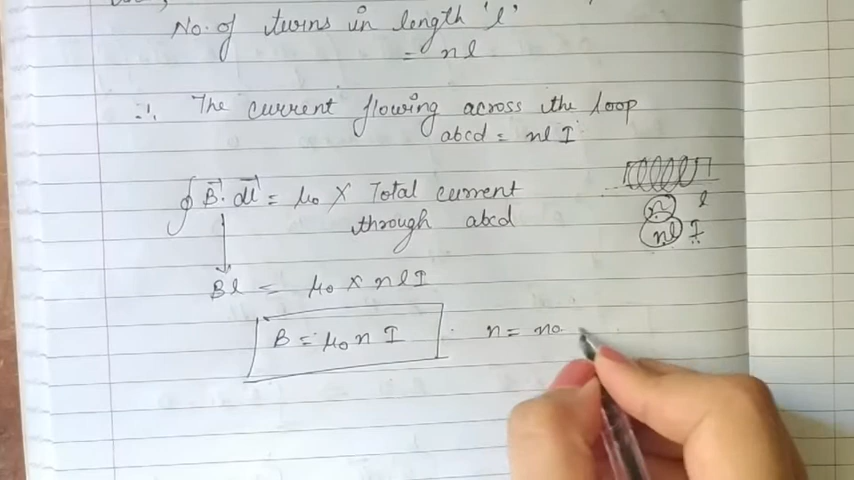 No. of turns in length 'l'
= nl
∴ The current flowing across the loop
abcd = nl I
∮ B⃗. dl⃗ = μ₀ X Total current
through abcd
Bl = μ₀ x nlI
B = μ₀ n I n = no
l
n
nl I